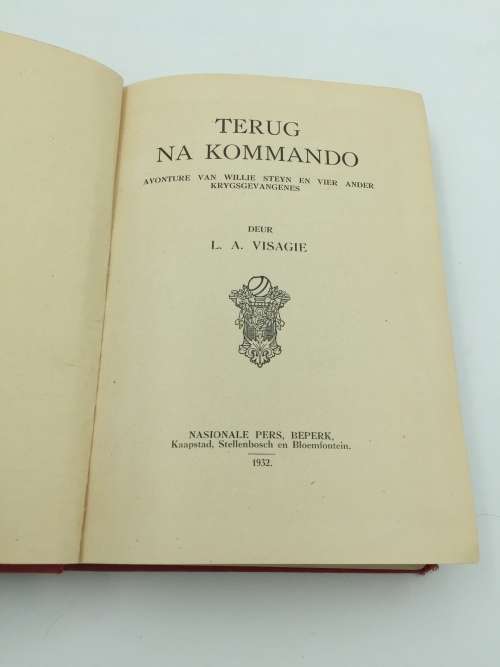 TERUG
NA KOMMANDO
AVONTURE VAN WILLIE STEYN EN VIER ANDER
KRYGSGEVANGENES
DEUR
L. A. VISAGIE
NASIONALE PERS, BEPERK,
Kaapstad, Stellenbosch en Bloemfontein.
1932.